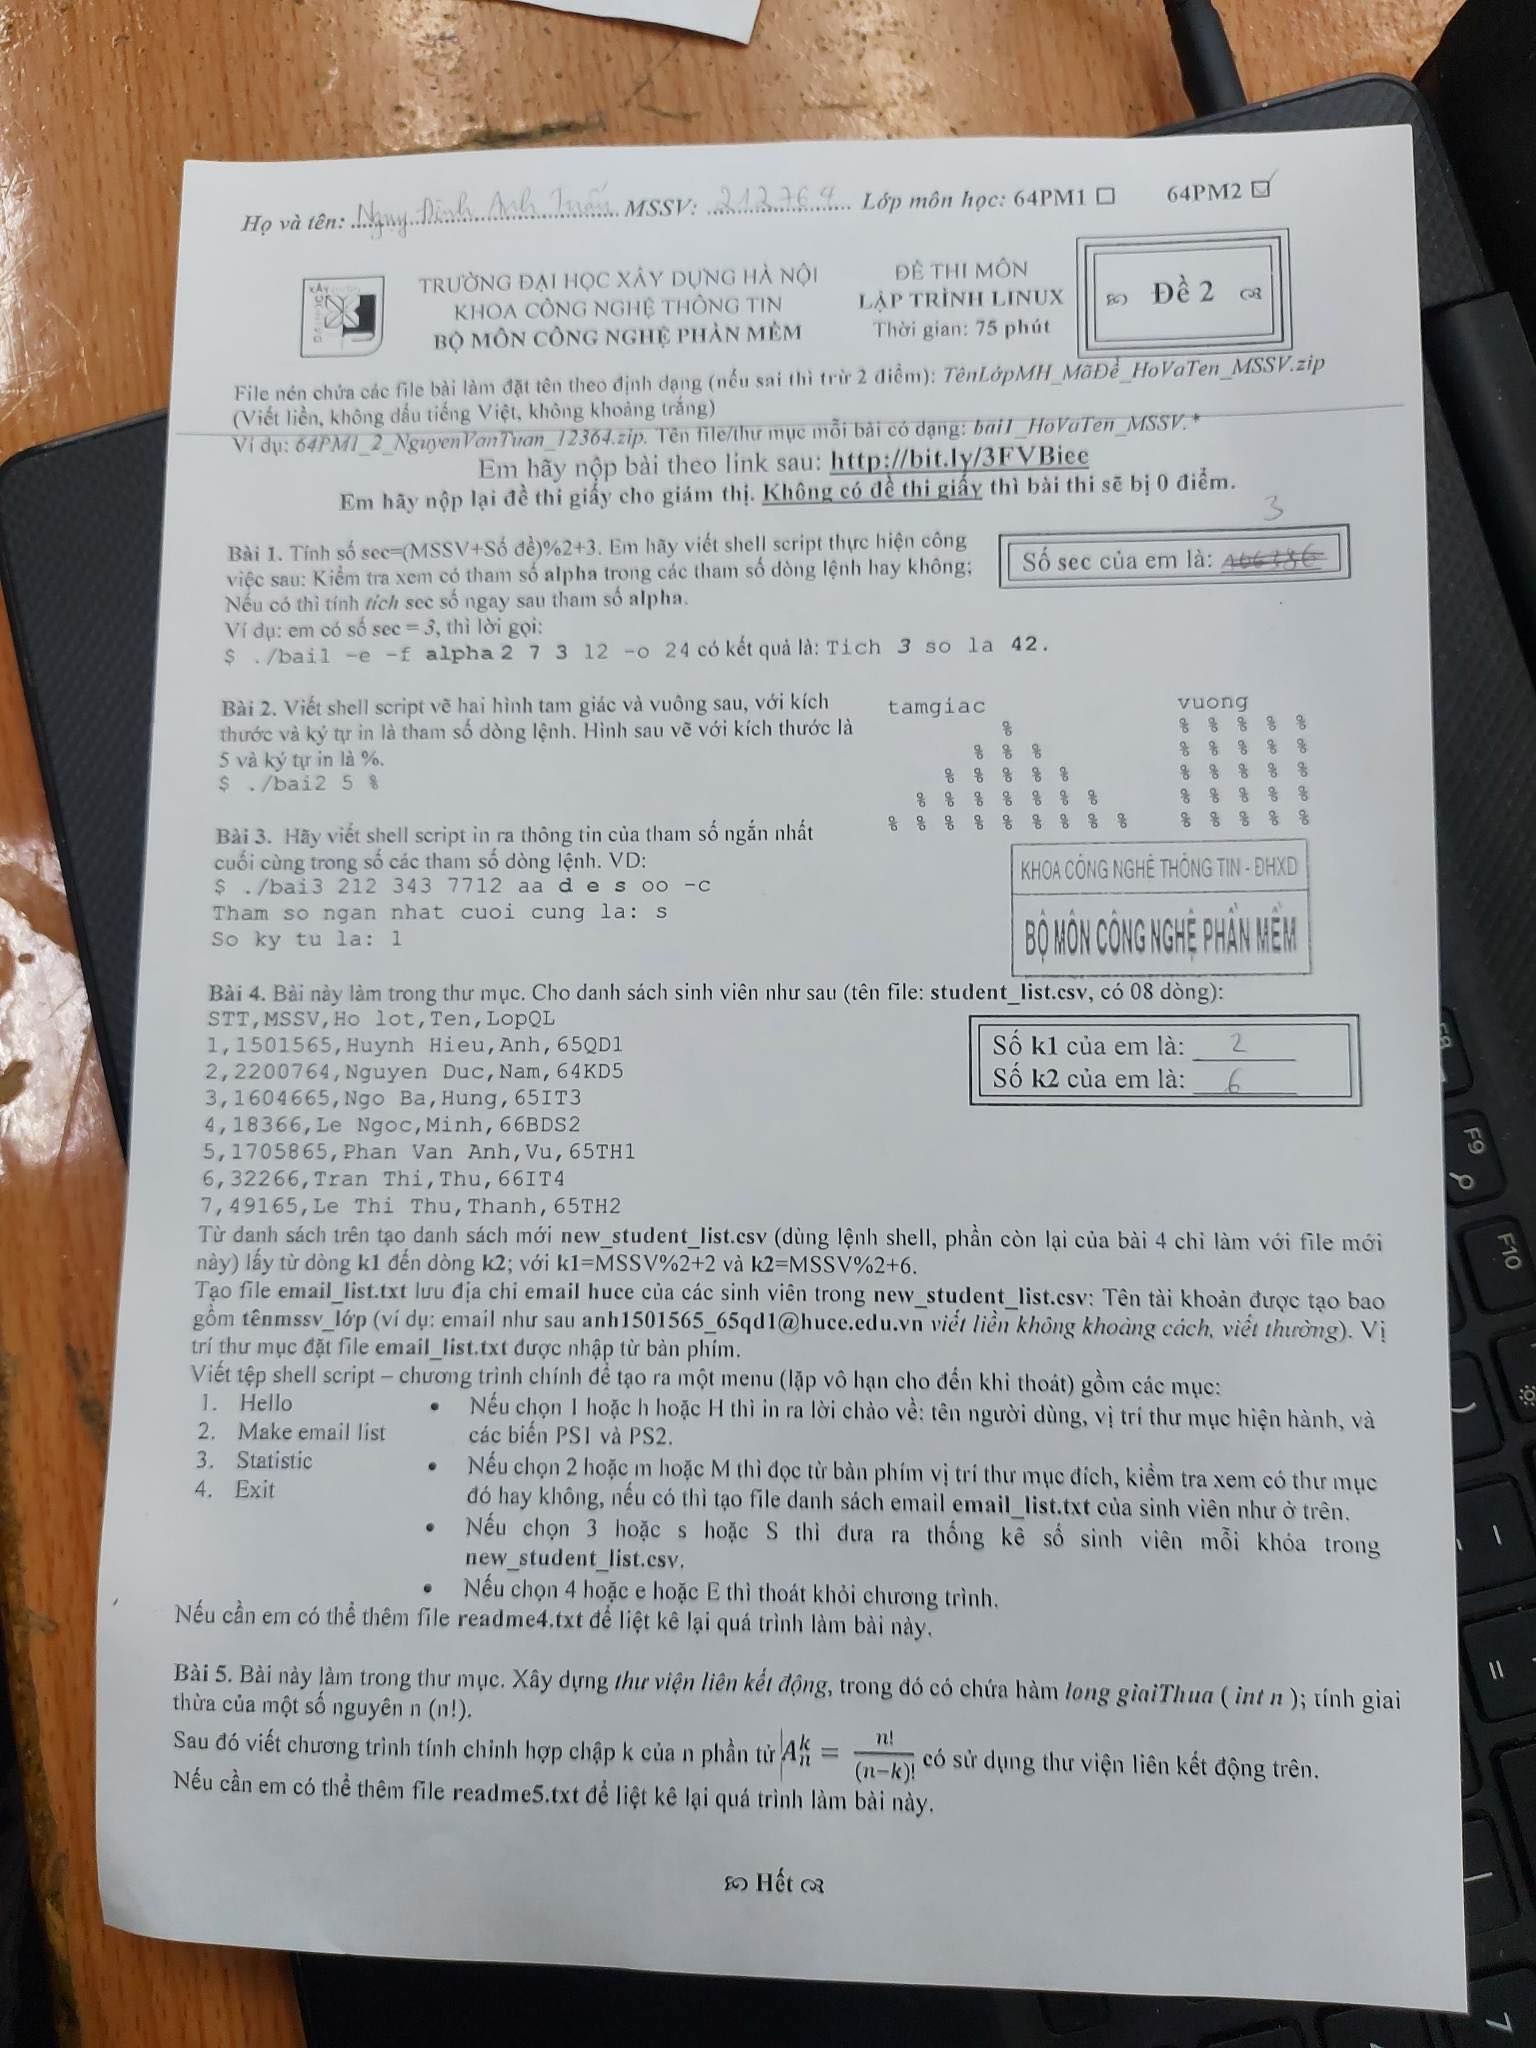 Họ và tên: Đình Anh Tuấn MSSV: 212764 Lớp môn học: 64PM1 ☐ 64PM2 ☑
TRƯỜNG ĐẠI HỌC XÂY DỰNG HÀ NỘI
KHOA CÔNG NGHỆ THÔNG TIN
BỘ MÔN CÔNG NGHỆ PHẦN MỀM
ĐỀ THI MÔN
LẬP TRÌNH LINUX
Thời gian: 75 phút
Đề 2
File nén chứa các file bài làm đặt tên theo định dạng (nếu sai thì trừ 2 điểm): TênLớpMH_MãĐề_HoVaTen_MSSV.zip
(Viết liền, không dấu tiếng Việt, không khoảng trắng)
Ví dụ: 64PM1_2_NguyenVanTuan_12364.zip. Tên file/thư mục mỗi bài có dạng: bai1_HoVaTen_MSSV.*
Em hãy nộp bài theo link sau: http://bit.ly/3FVBiee
Em hãy nộp lại đề thi giấy cho giám thị. Không có đề thi giấy thì bài thi sẽ bị 0 điểm.
Bài 1. Tính số sec=(MSSV+Số đề)%2+3. Em hãy viết shell script thực hiện công
việc sau: Kiểm tra xem có tham số alpha trong các tham số dòng lệnh hay không;
Nếu có thì tính tích sec số ngay sau tham số alpha.
Ví dụ: em có số sec = 3, thì lời gọi:
$ ./bai1 -e -f alpha 2 7 3 12 -o 24 có kết quả là: Tich 3 so la 42.
3
Số sec của em là:
Bài 2. Viết shell script vẽ hai hình tam giác và vuông sau, với kích
thước và ký tự in là tham số dòng lệnh. Hình sau vẽ với kích thước là
5 và ký tự in là %.
$ ./bai2 5 %
tamgiac
%
% % %
% % % % %
% % % % % % %
% % % % % % % % %
vuong
% % % % %
% % % % %
% % % % %
% % % % %
% % % % %
Bài 3. Hãy viết shell script in ra thông tin của tham số ngắn nhất
cuối cùng trong số các tham số dòng lệnh. VD:
$ ./bai3 212 343 7712 aa d e s oo -c
Tham so ngan nhat cuoi cung la: s
So ky tu la: 1
KHOA CÔNG NGHỆ THÔNG TIN - ĐHXD
BỘ MÔN CÔNG NGHỆ PHẦN MỀM
Bài 4. Bài này làm trong thư mục. Cho danh sách sinh viên như sau (tên file: student_list.csv, có 08 dòng):
STT,MSSV,Ho lot,Ten,LopQL
1,1501565,Huynh Hieu,Anh,65QD1
2,2200764,Nguyen Duc,Nam,64KD5
3,1604665,Ngo Ba,Hung,65IT3
4,18366,Le Ngoc,Minh,66BDS2
5,1705865,Phan Van Anh,Vu,65TH1
6,32266,Tran Thi,Thu,66IT4
7,49165,Le Thi Thu,Thanh,65TH2
Số k1 của em là: 2
Số k2 của em là: 6
Từ danh sách trên tạo danh sách mới new_student_list.csv (dùng lệnh shell, phần còn lại của bài 4 chỉ làm với file mới
này) lấy từ dòng k1 đến dòng k2; với k1=MSSV%2+2 và k2=MSSV%2+6.
Tạo file email_list.txt lưu địa chỉ email huce của các sinh viên trong new_student_list.csv: Tên tài khoản được tạo bao
gồm tênmssv_lớp (ví dụ: email như sau anh1501565_65qd1@huce.edu.vn viết liền không khoảng cách, viết thường). Vị
trí thư mục đặt file email_list.txt được nhập từ bàn phím.
Viết tệp shell script – chương trình chính để tạo ra một menu (lặp vô hạn cho đến khi thoát) gồm các mục:
1. Hello
2. Make email list
3. Statistic
4. Exit
• Nếu chọn 1 hoặc h hoặc H thì in ra lời chào về: tên người dùng, vị trí thư mục hiện hành, và
các biến PS1 và PS2.
• Nếu chọn 2 hoặc m hoặc M thì đọc từ bàn phím vị trí thư mục đích, kiểm tra xem có thư mục
đó hay không, nếu có thì tạo file danh sách email email_list.txt của sinh viên như ở trên.
• Nếu chọn 3 hoặc s hoặc S thì đưa ra thống kê số sinh viên mỗi khóa trong
new_student_list.csv.
• Nếu chọn 4 hoặc e hoặc E thì thoát khỏi chương trình.
Nếu cần em có thể thêm file readme4.txt để liệt kê lại quá trình làm bài này.
Bài 5. Bài này làm trong thư mục. Xây dựng thư viện liên kết động, trong đó có chứa hàm long giaiThua ( int n ); tính giai
thừa của một số nguyên n (n!).
Sau đó viết chương trình tính chỉnh hợp chập k của n phần tử A_n^k = n!/(n−k)! có sử dụng thư viện liên kết động trên.
Nếu cần em có thể thêm file readme5.txt để liệt kê lại quá trình làm bài này.
Hết
F9
F10
7